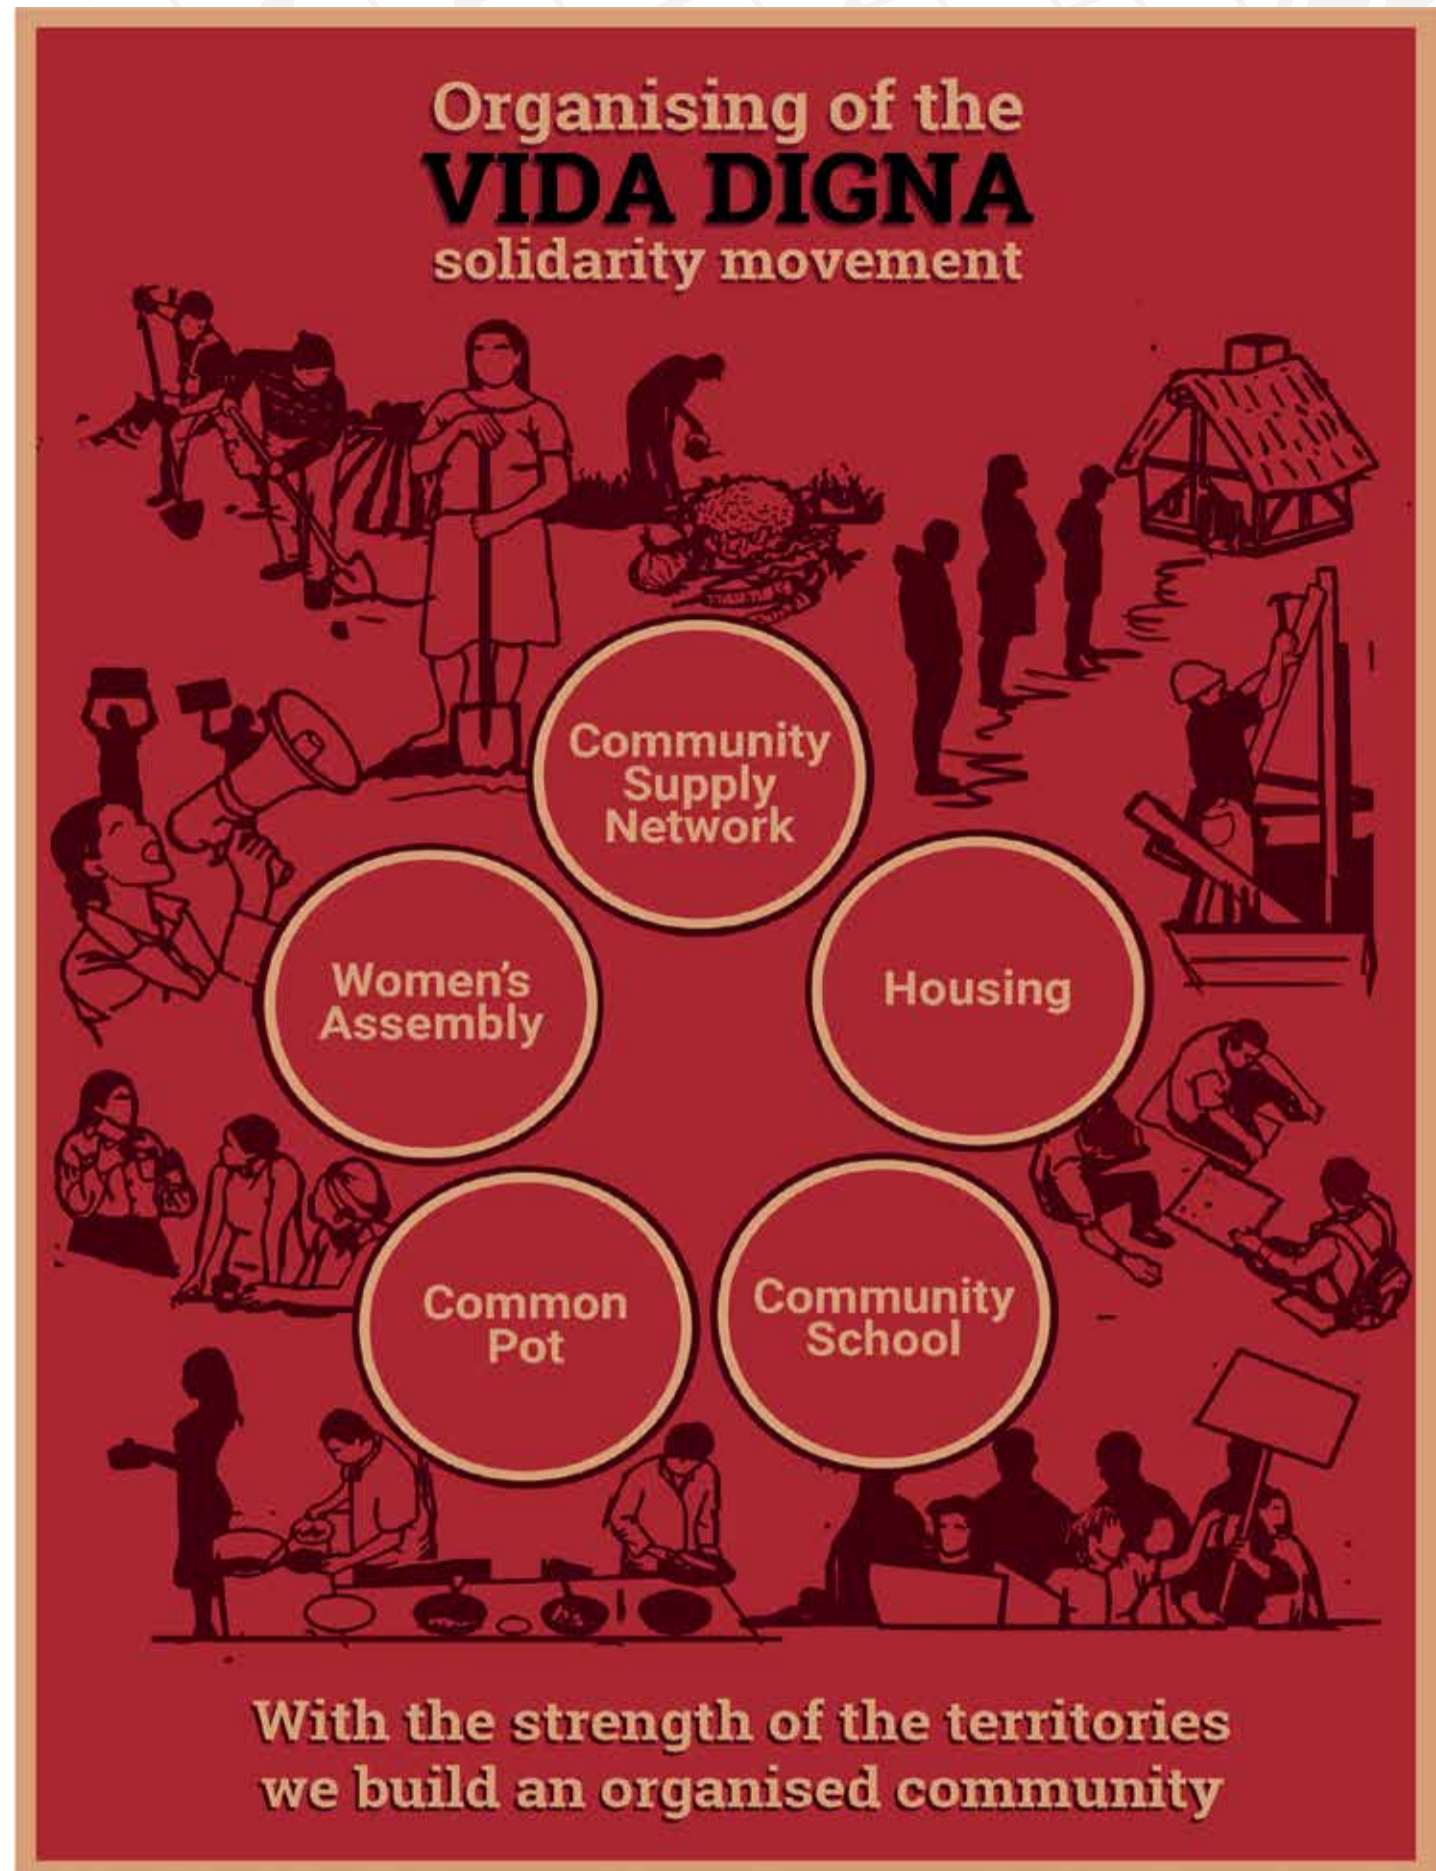 Organising of the
VIDA DIGNA
solidarity movement
Community
Supply
Network
Women's
Assembly
Housing
Common
Pot
Community
School
With the strength of the territories
we build an organised community